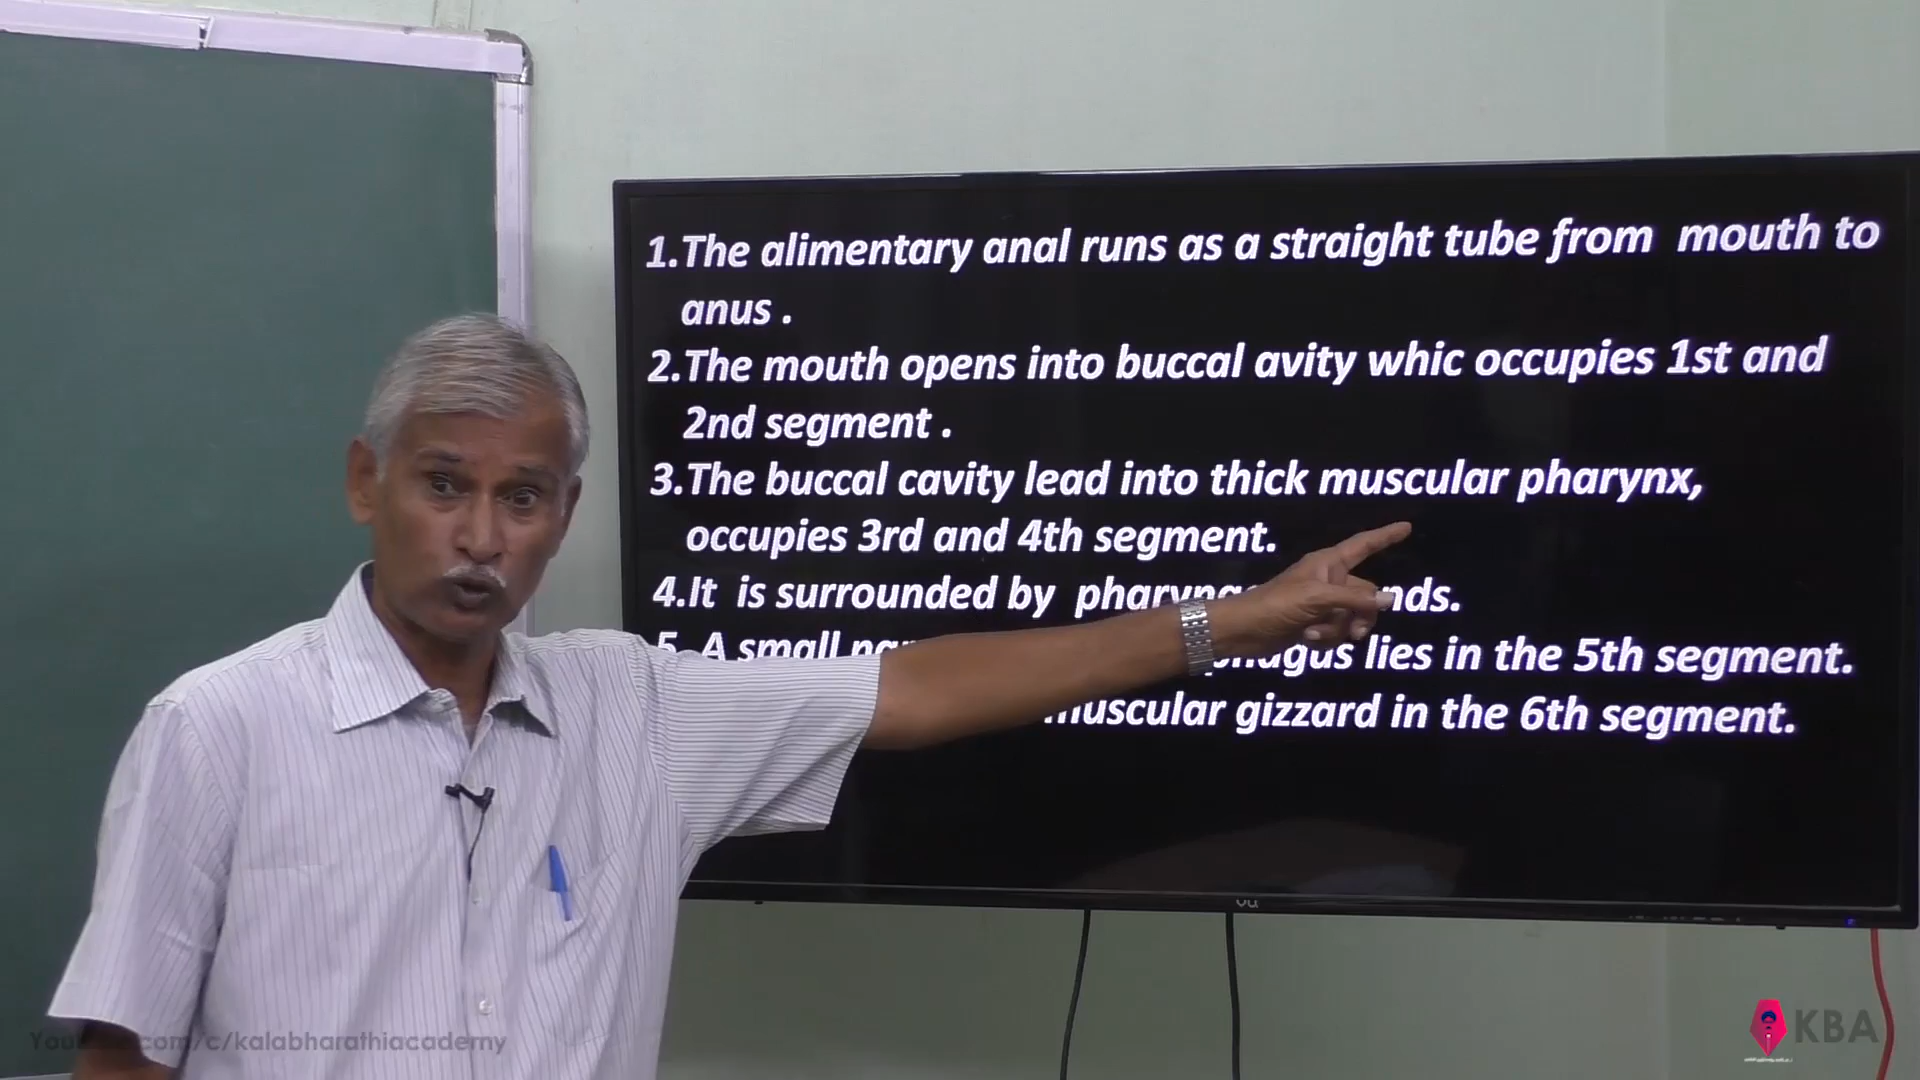 1.The alimentary anal runs as a straight tube from mouth to
anus .
2.The mouth opens into buccal avity whic occupies 1st and
2nd segment .
3.The buccal cavity lead into thick muscular pharynx,
occupies 3rd and 4th segment.
4.It is surrounded by
5. A small lies in the 5th segment.
muscular gizzard in the 6th segment.
vu
KBA
.com/c/kalabharathiacademy